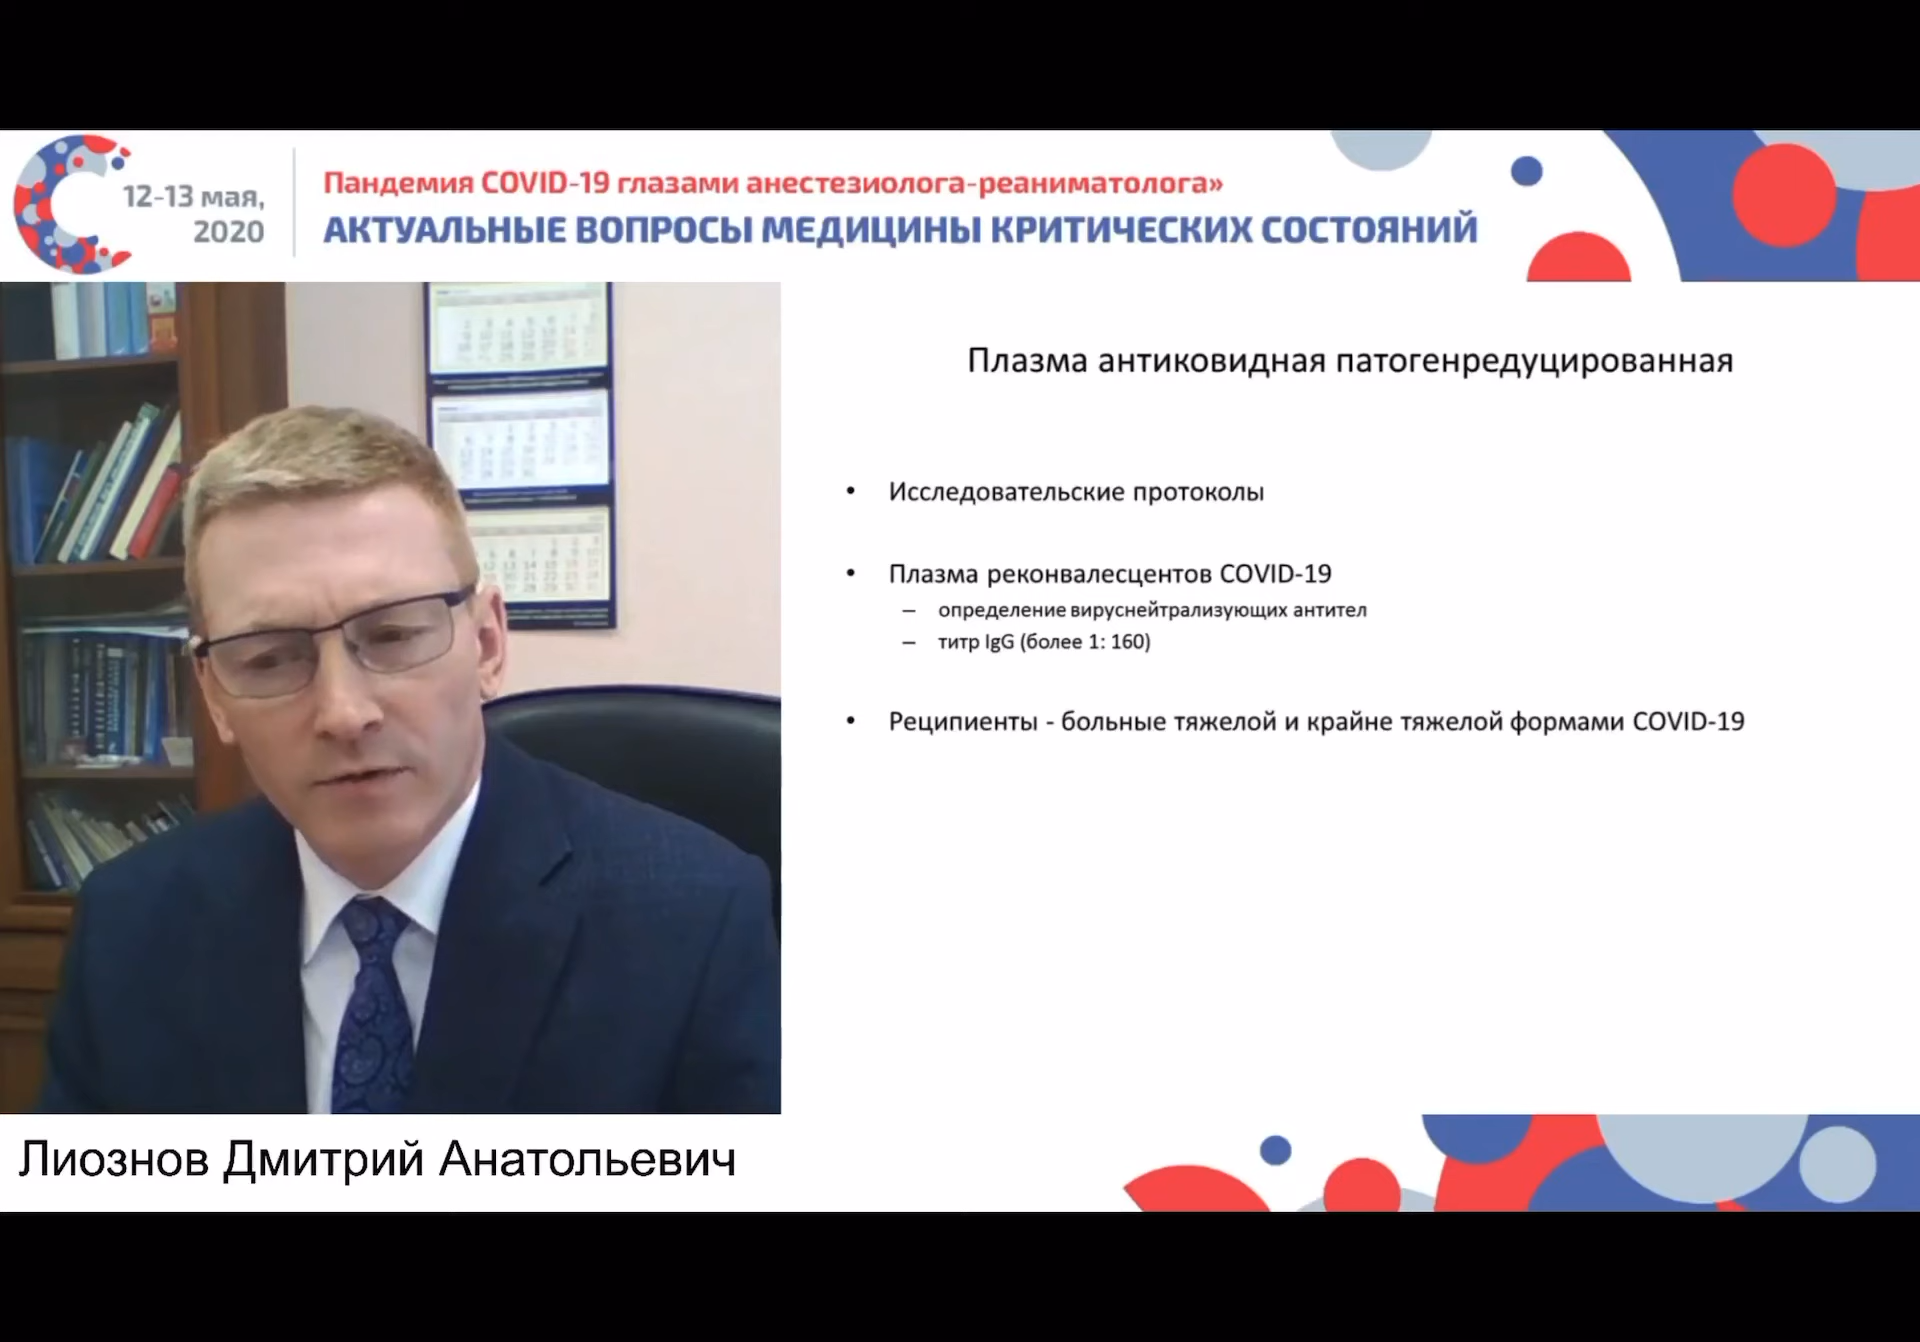 12-13 мая,
2020
Пандемия COVID-19 глазами анестезиолога-реаниматолога»
АКТУАЛЬНЫЕ ВОПРОСЫ МЕДИЦИНЫ КРИТИЧЕСКИХ СОСТОЯНИЙ
Плазма антиковидная патогенредуцированная
• Исследовательские протоколы
• Плазма реконвалесцентов COVID-19
– определение вируснейтрализующих антител
– титр IgG (более 1: 160)
• Реципиенты - больные тяжелой и крайне тяжелой формами COVID-19
Лиознов Дмитрий Анатольевич